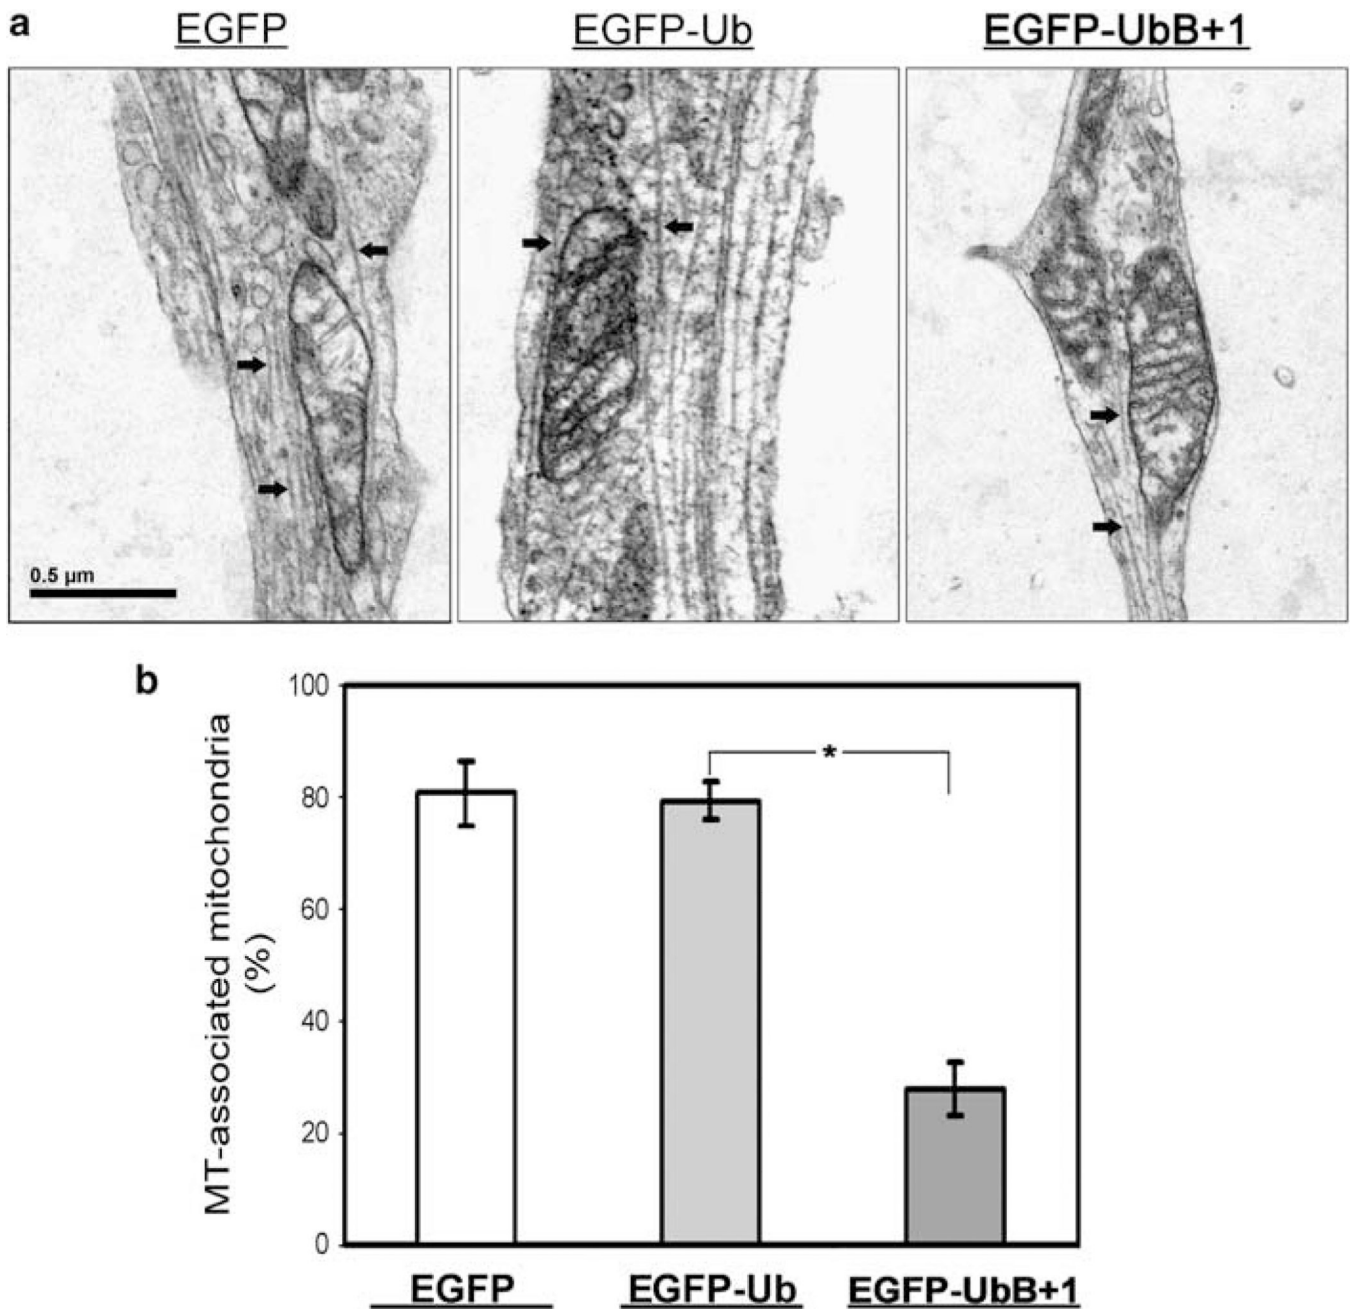 a
EGFP
EGFP-Ub
EGFP-UbB+1
0.5 µm
b
MT-associated mitochondria
(%)
100
80
60
40
20
0
*
EGFP
EGFP-Ub
EGFP-UbB+1